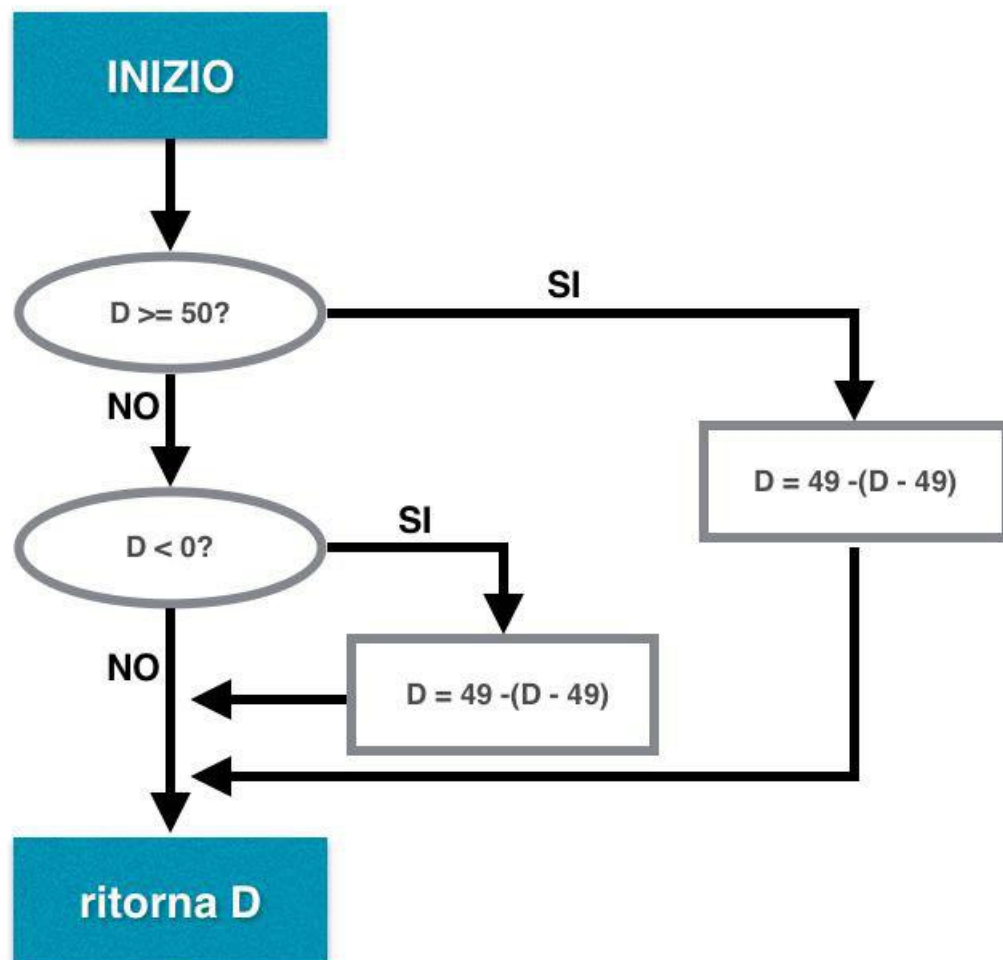 INIZIO
D >= 50?
SI
NO
D = 49 -(D - 49)
D < 0?
SI
NO
D = 49 -(D - 49)
ritorna D